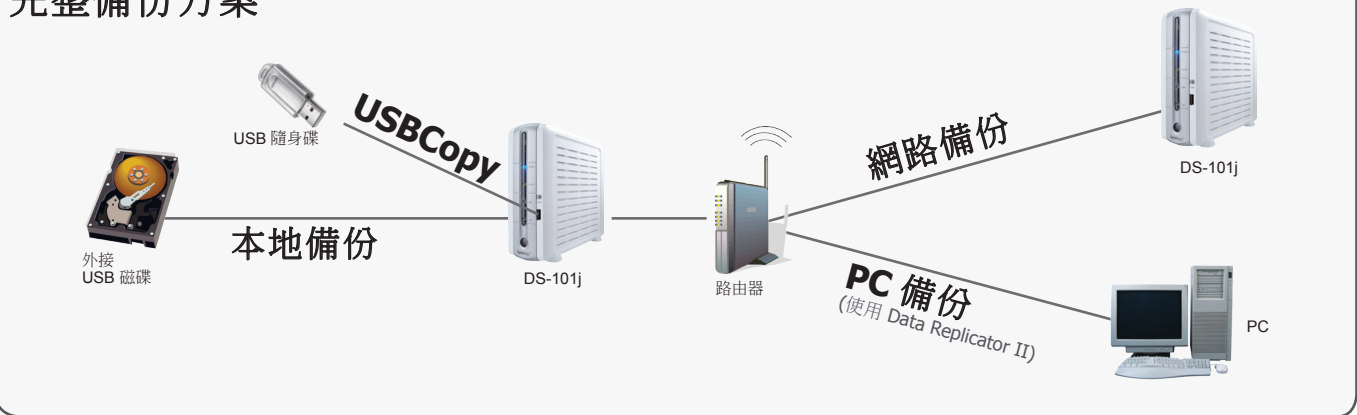 完整備份方案
USB 隨身碟
USBCopy
外接
USB 磁碟
本地備份
DS-101j
路由器
網路備份
DS-101j
PC 備份
(使用 Data Replicator II)
PC